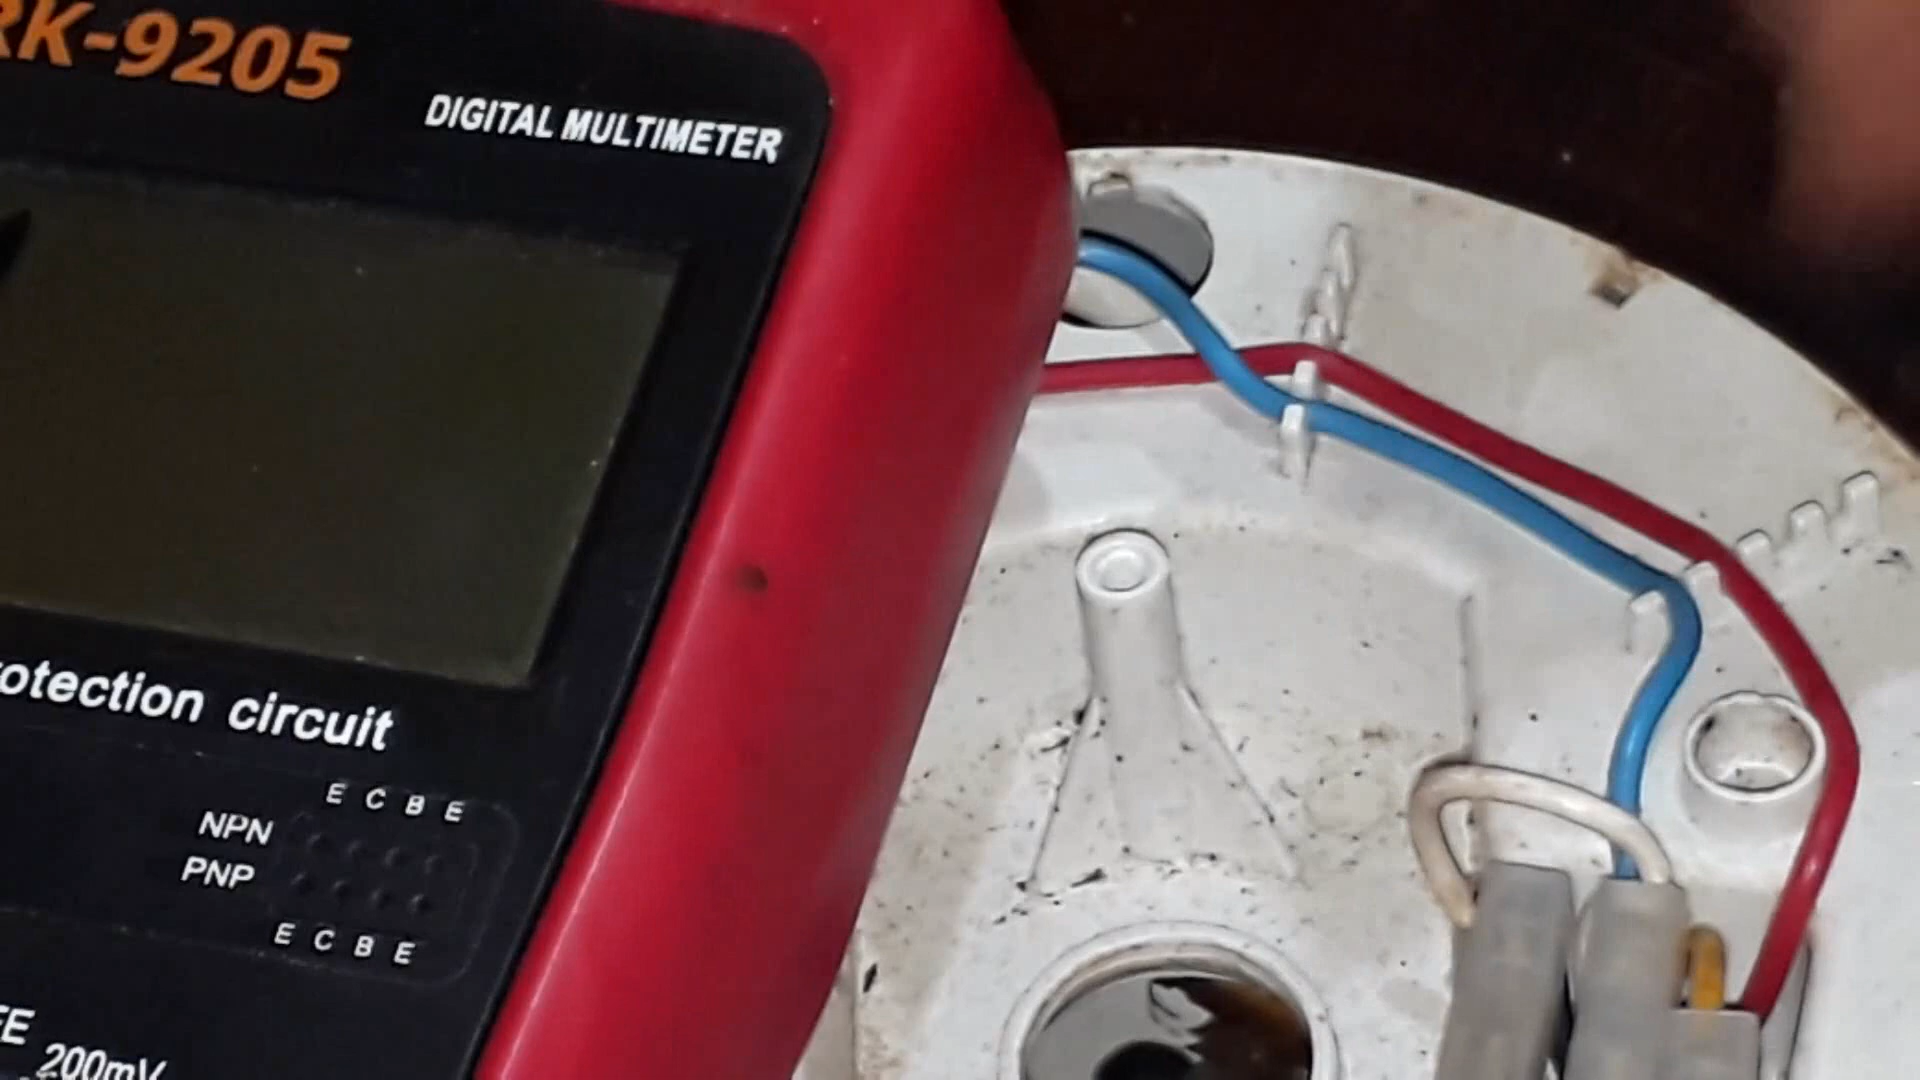 RK-9205
DIGITAL MULTIMETER
otection circuit
E C B E
NPN
PNP
E C B E
FE
200mV